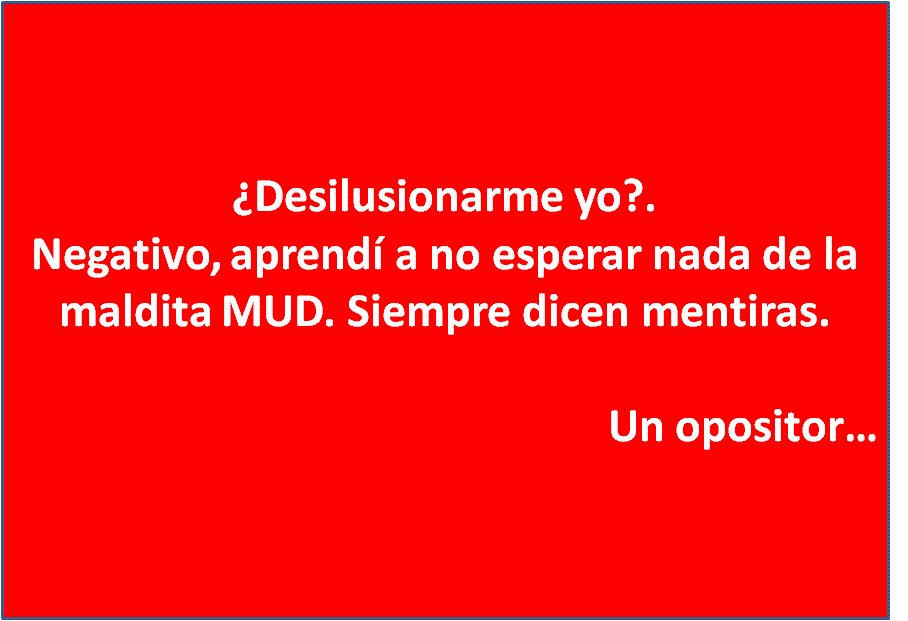 ¿Desilusionarme yo?.
Negativo, aprendí a no esperar nada de la
maldita MUD. Siempre dicen mentiras.
Un opositor...